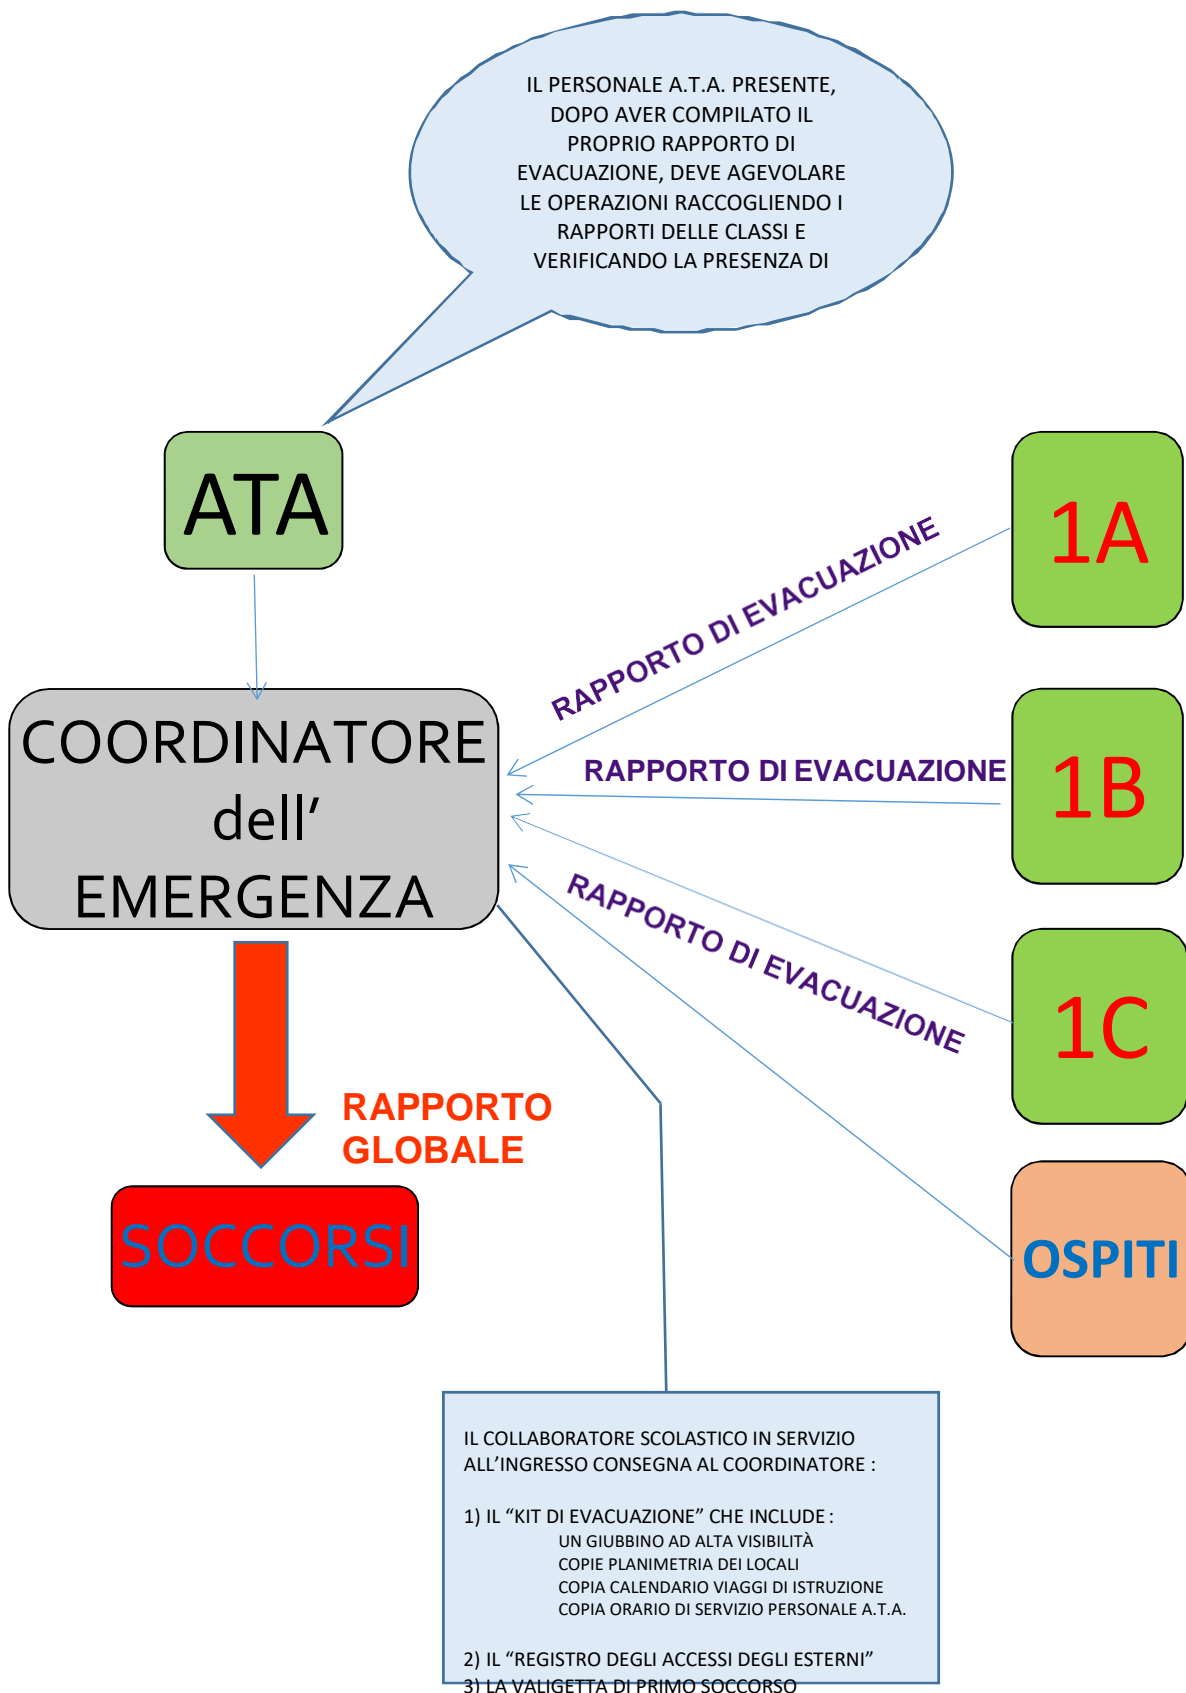 IL PERSONALE A.T.A. PRESENTE,
DOPO AVER COMPILATO IL
PROPRIO RAPPORTO DI
EVACUAZIONE, DEVE AGEVOLARE
LE OPERAZIONI RACCOGLIENDO I
RAPPORTI DELLE CLASSI E
VERIFICANDO LA PRESENZA DI
ATA
1A
RAPPORTO DI EVACUAZIONE
COORDINATORE
dell’
EMERGENZA
RAPPORTO DI EVACUAZIONE
1B
RAPPORTO DI EVACUAZIONE
1C
RAPPORTO
GLOBALE
SOCCORSI
OSPITI
IL COLLABORATORE SCOLASTICO IN SERVIZIO
ALL’INGRESSO CONSEGNA AL COORDINATORE :
1) IL “KIT DI EVACUAZIONE” CHE INCLUDE :
UN GIUBBINO AD ALTA VISIBILITÀ
COPIE PLANIMETRIA DEI LOCALI
COPIA CALENDARIO VIAGGI DI ISTRUZIONE
COPIA ORARIO DI SERVIZIO PERSONALE A.T.A.
2) IL “REGISTRO DEGLI ACCESSI DEGLI ESTERNI”
3) LA VALIGETTA DI PRIMO SOCCORSO